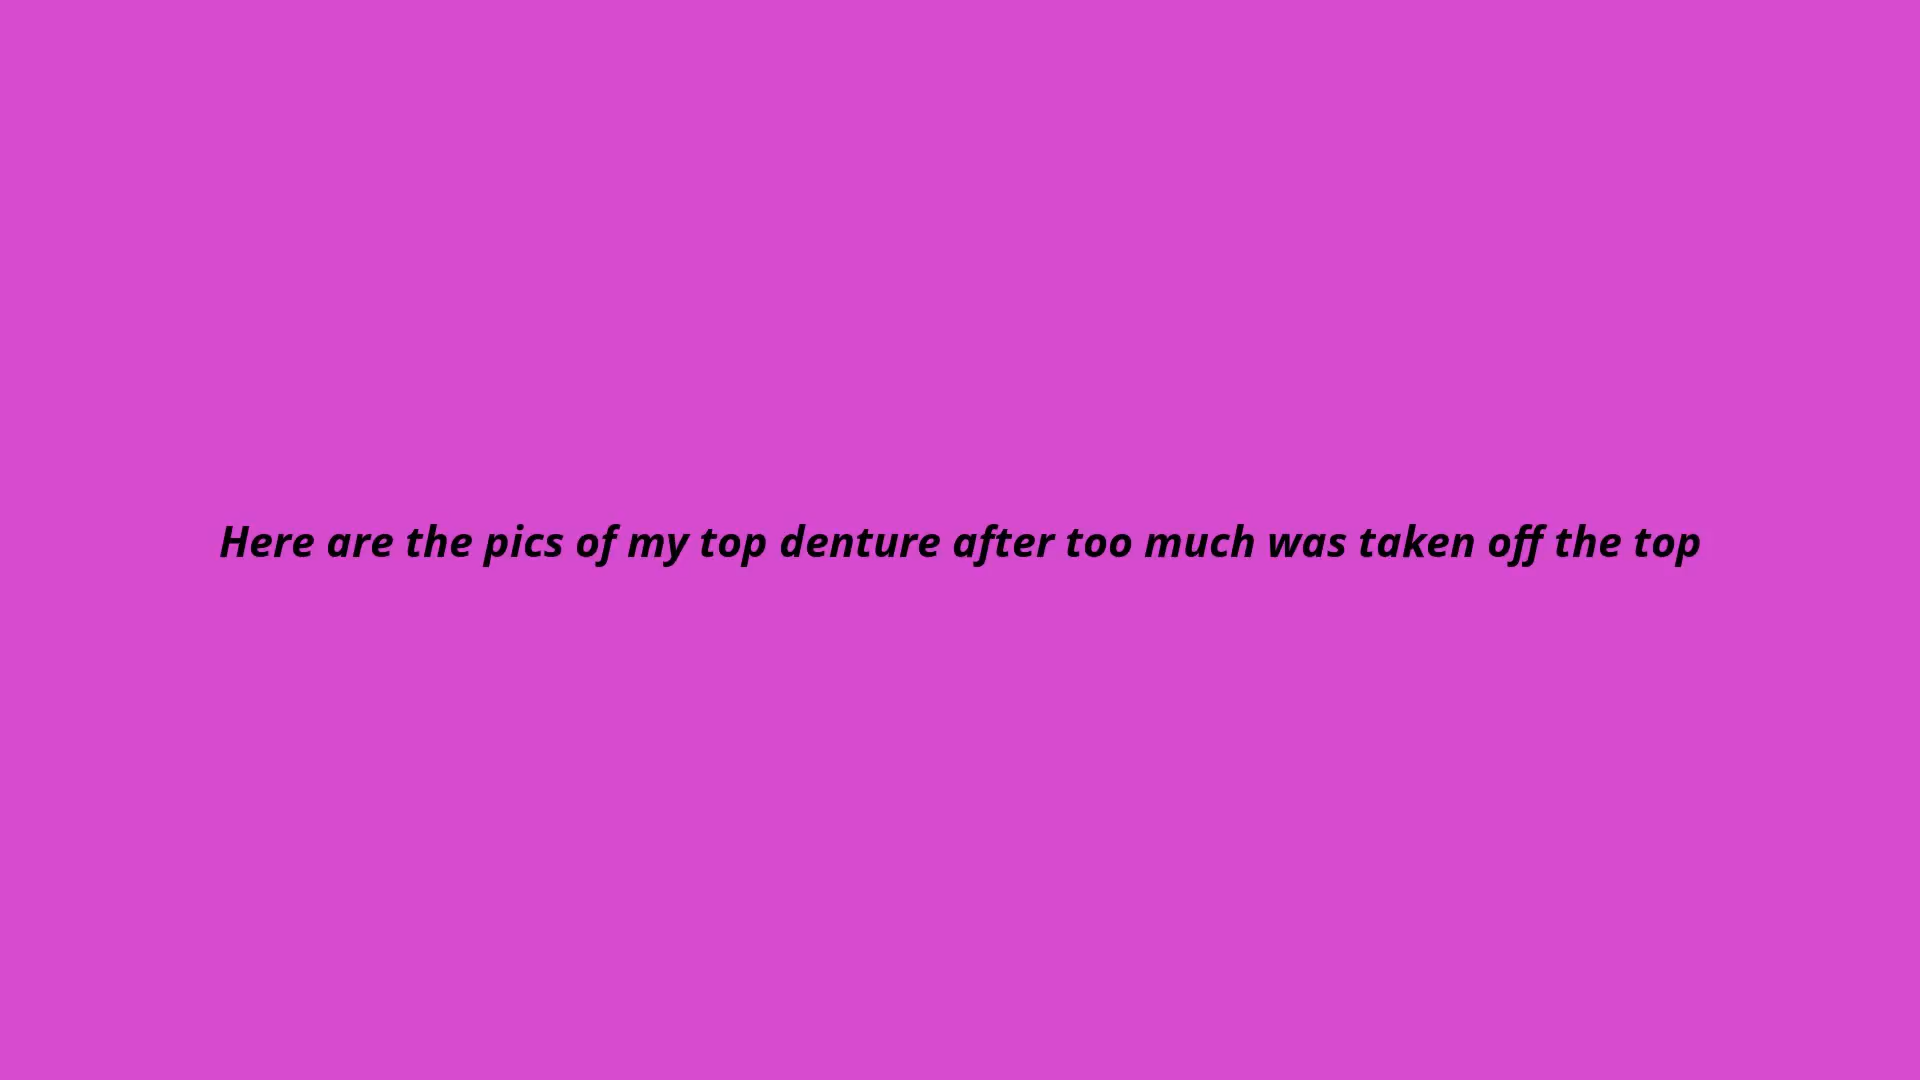 Here are the pics of my top denture after too much was taken off the top